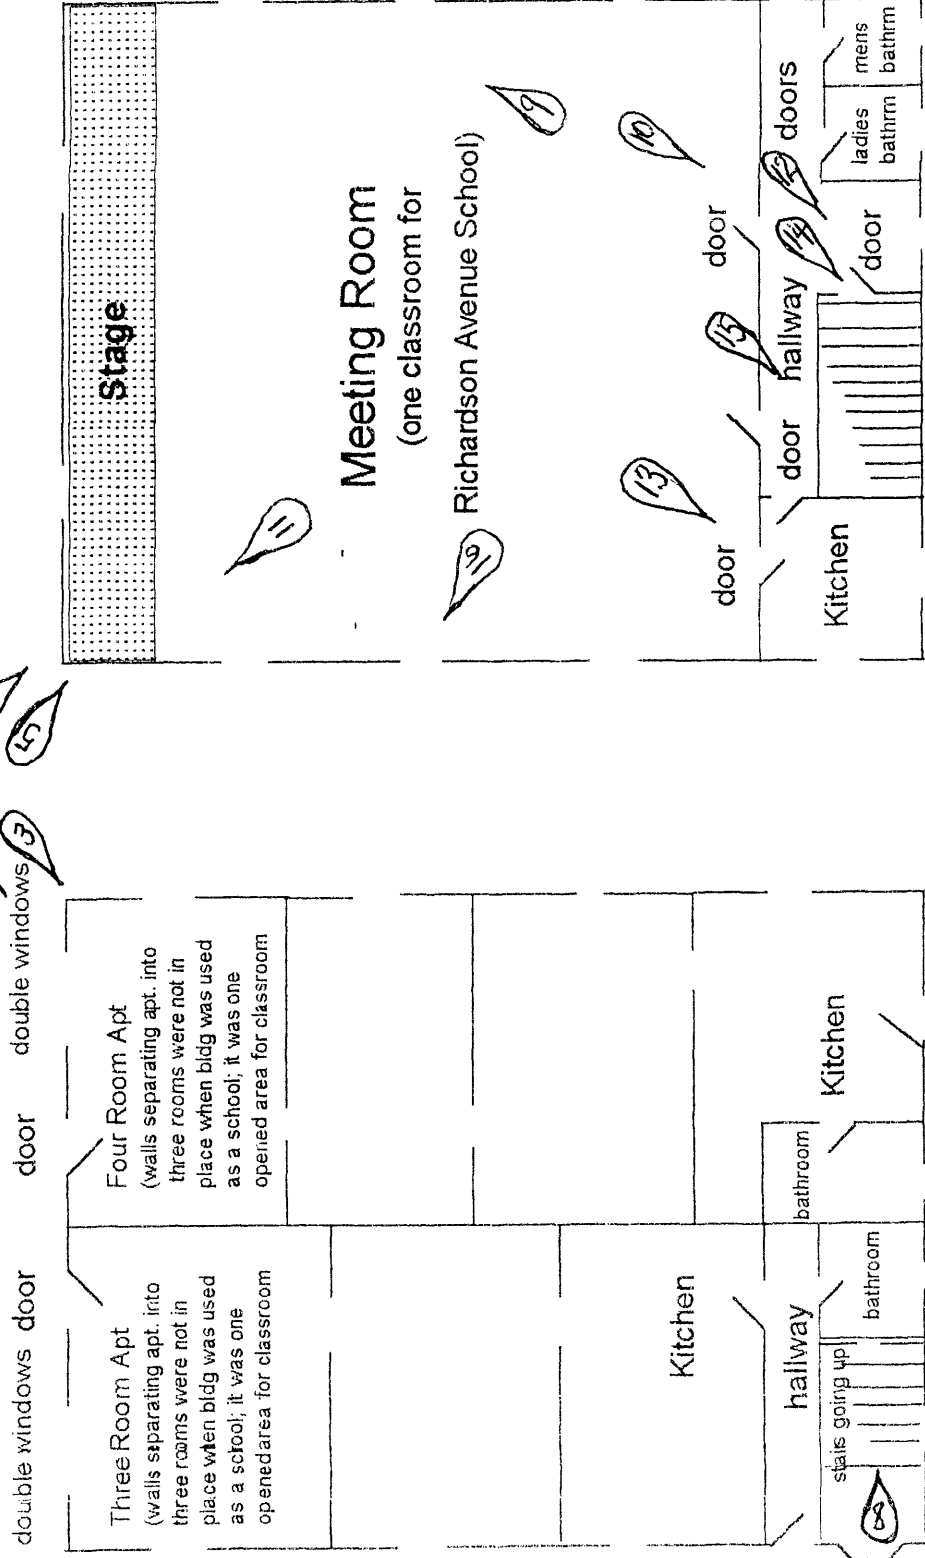 double windows door
door
double windows
3
5
Three Room Apt
(walls separating apt. into
three rooms were not in
place when bldg was used
as a school; it was one
openedarea for classroom
Four Room Apt
(walls separating apt. into
three rooms were not in
place when bldg was used
as a school; it was one
opened area for classroom
Kitchen
hallway
stairs going up
bathroom
bathroom
Kitchen
8
Stage
Meeting Room
(one classroom for
Richardson Avenue School)
11
9
10
13
15
door
door
door
hallway
doors
12
14
Kitchen
door
ladies
bathrm
mens
bathrm